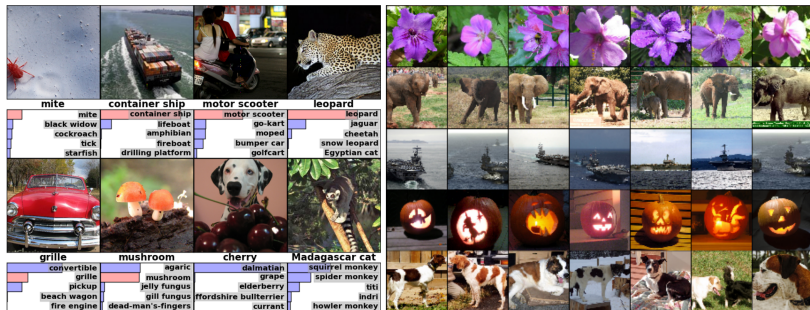 mite container ship motor scooter leopard
mite container ship motor scooter leopard
black widow lifeboat go-kart jaguar
cockroach amphibian moped cheetah
tick fireboat bumper car snow leopard
starfish drilling platform golfcart Egyptian cat
grille mushroom cherry Madagascar cat
convertible agaric dalmatian squirrel monkey
grille mushroom grape spider monkey
pickup jelly fungus elderberry titi
beach wagon gill fungus ffordshire bullterrier indri
fire engine dead-man's-fingers currant howler monkey